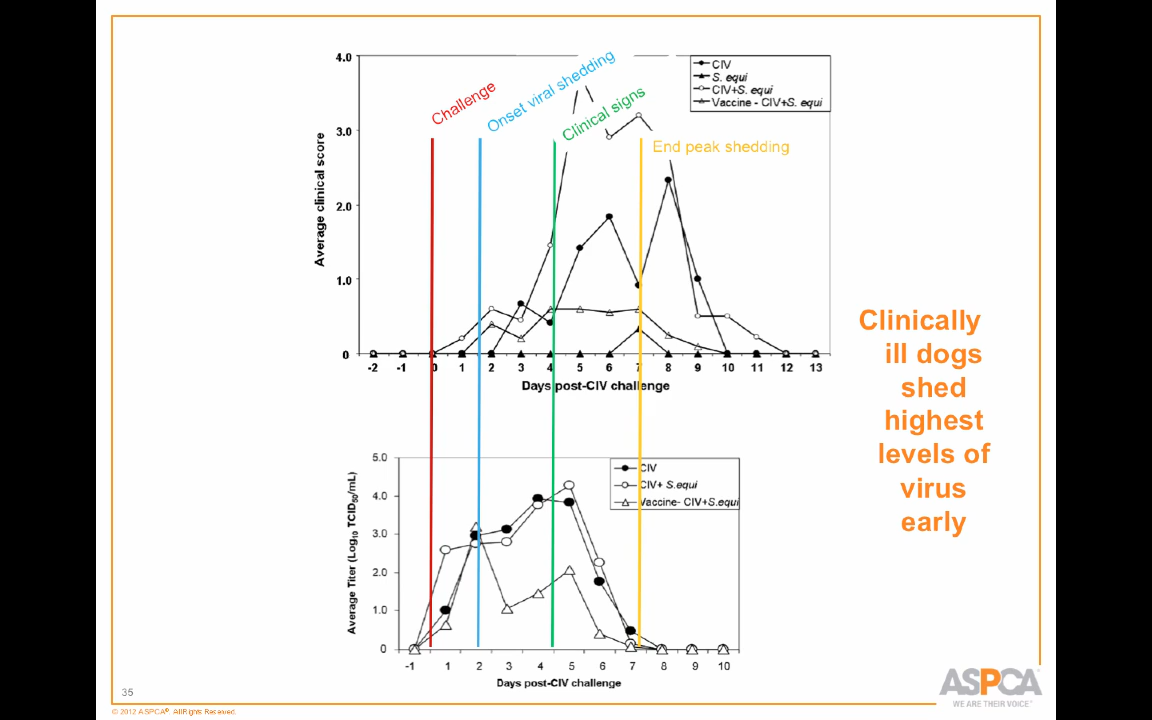 4.0
3.0
2.0
1.0
0
Average clinical score
Challenge
Onset viral shedding
Clinical signs
End peak shedding
CIV
S. equi
CIV+S. equi
Vaccine - CIV+S. equi
-2 -1 0 1 2 3 4 5 6 7 8 9 10 11 12 13
Days post-CIV challenge
Clinically
ill dogs
shed
highest
levels of
virus
early
5.0
4.0
3.0
2.0
1.0
0
Average Titer (Log10 TCID50/mL)
CIV
CIV+ S.equi
Vaccine- CIV+S.equi
-1 1 2 3 4 5 6 7 8 9 10
Days post-CIV challenge
35
© 2012 ASPCA® All Rights Reserved.
ASPCA®
WE ARE THEIR VOICE®